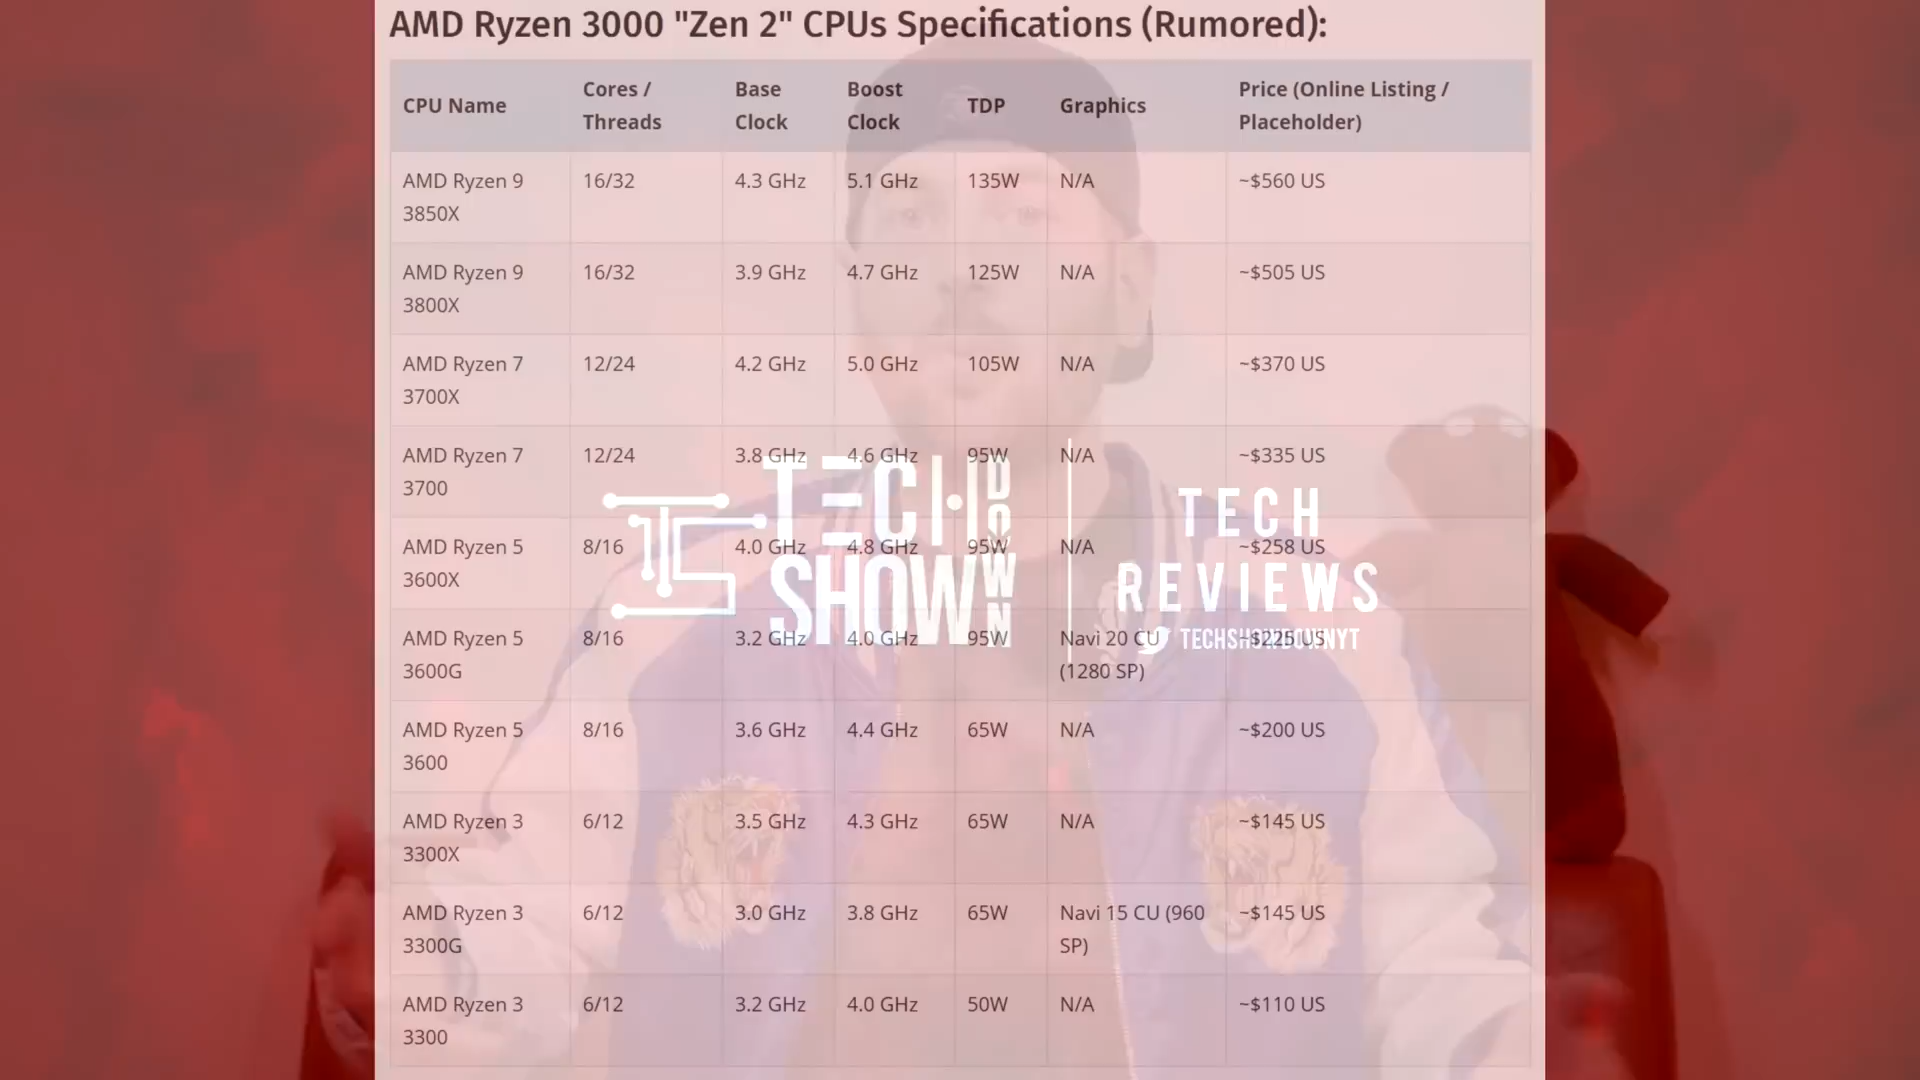 AMD Ryzen 3000 "Zen 2" CPUs Specifications (Rumored):
CPU Name Cores / Threads Base Clock Boost Clock TDP Graphics Price (Online Listing / Placeholder)
AMD Ryzen 9 3850X 16/32 4.3 GHz 5.1 GHz 135W N/A ~$560 US
AMD Ryzen 9 3800X 16/32 3.9 GHz 4.7 GHz 125W N/A ~$505 US
AMD Ryzen 7 3700X 12/24 4.2 GHz 5.0 GHz 105W N/A ~$370 US
AMD Ryzen 7 3700 12/24 3.8 GHz 4.6 GHz 95W N/A ~$335 US
AMD Ryzen 5 3600X 8/16 4.0 GHz 4.8 GHz 95W N/A ~$258 US
AMD Ryzen 5 3600G 8/16 3.2 GHz 4.0 GHz 95W Navi 20 CU (1280 SP) ~$225 US
AMD Ryzen 5 3600 8/16 3.6 GHz 4.4 GHz 65W N/A ~$200 US
AMD Ryzen 3 3300X 6/12 3.5 GHz 4.3 GHz 65W N/A ~$145 US
AMD Ryzen 3 3300G 6/12 3.0 GHz 3.8 GHz 65W Navi 15 CU (960 SP) ~$145 US
AMD Ryzen 3 3300 6/12 3.2 GHz 4.0 GHz 50W N/A ~$110 US
TECH
SHOW
DOWN
TECH
REVIEWS
TECHSHOWDOWNYT